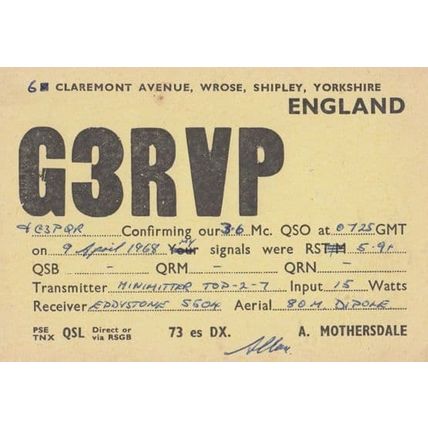 6 CLAREMONT AVENUE, WROSE, SHIPLEY, YORKSHIRE
ENGLAND
G3RVP
Confirming our 3.6 Mc. QSO at 0725 GMT
on 9 April 1968 Your signals were RST 5.9+
QSB - QRM - QRN -
Transmitter MINIMITTER TOP-2-7 Input 15 Watts
Receiver EDDYSTONE Aerial 80M. DIPOLE
PSE TNX QSL Direct or via RSGB 73 es DX. A. MOTHERSDALE
Allan